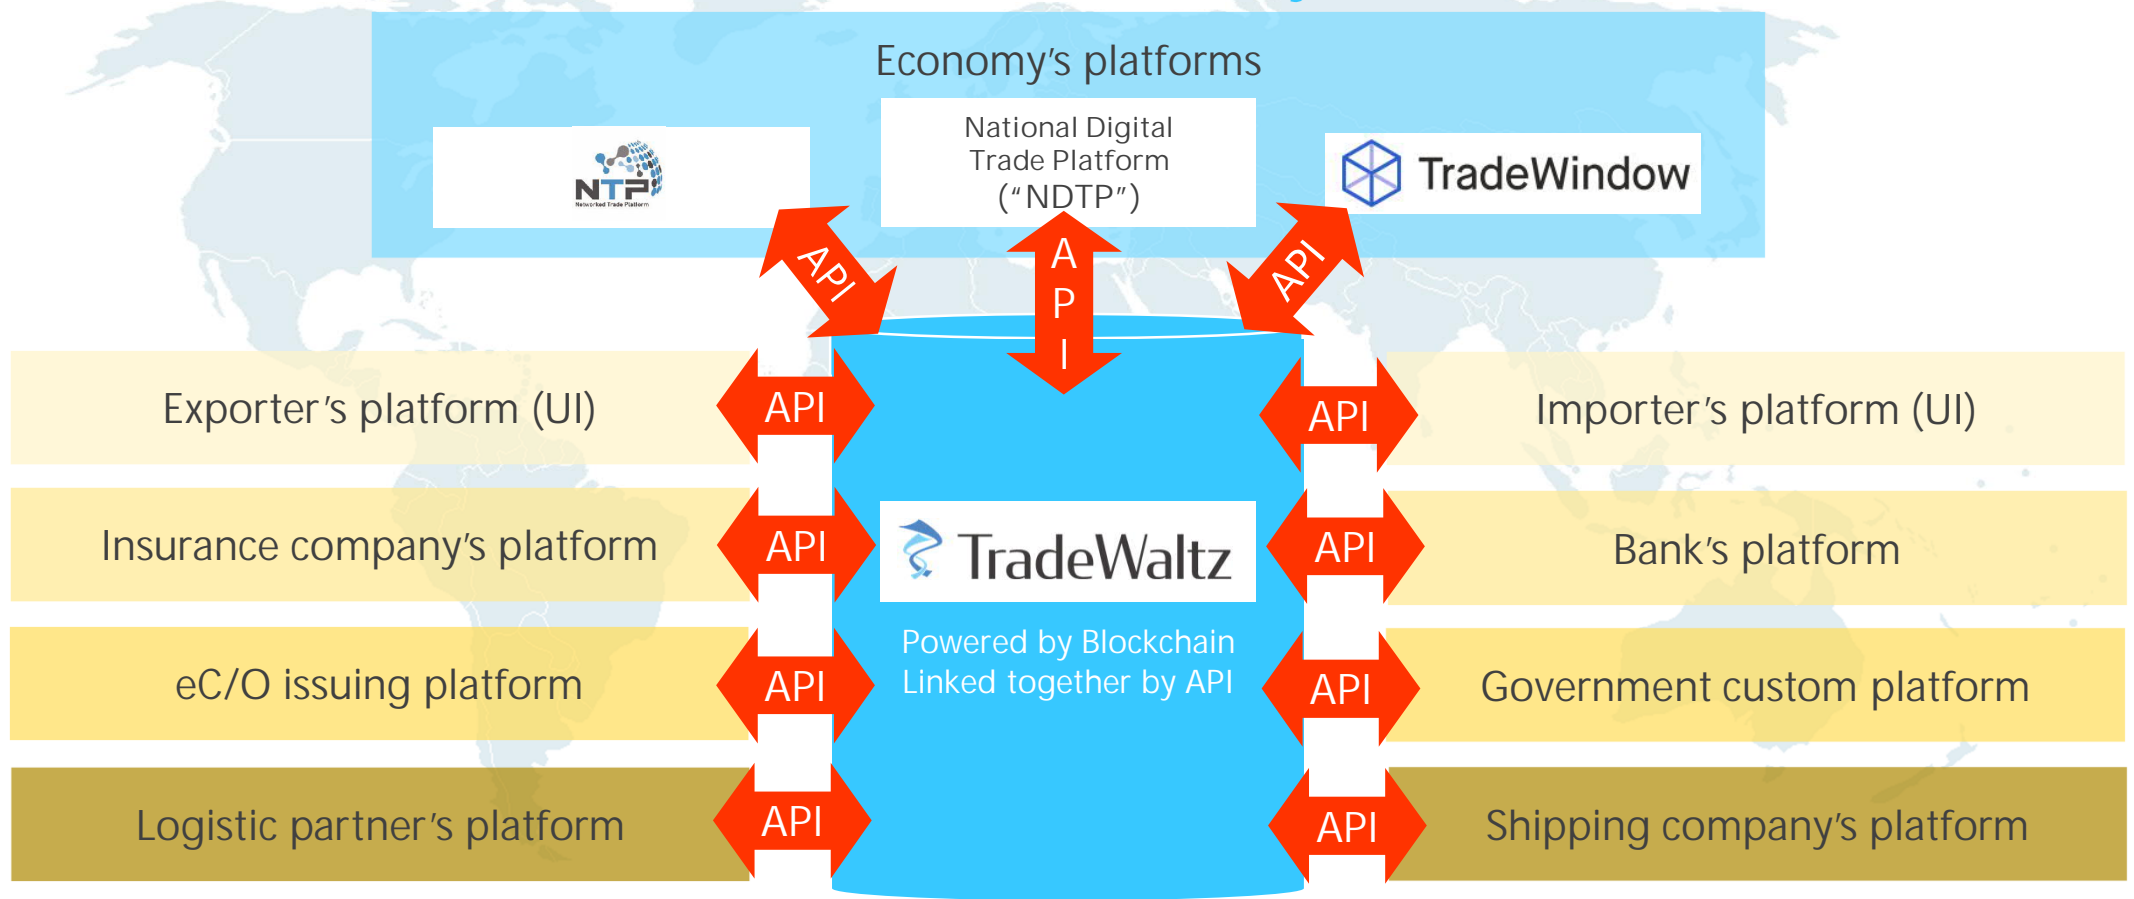 Economy's platforms
NTP
Networked Trade Platform
National Digital
Trade Platform
(“NDTP”)
TradeWindow
API
A
P
I
API
Exporter's platform (UI)
API
API
Importer's platform (UI)
Insurance company's platform
API
TradeWaltz
API
Bank's platform
Powered by Blockchain
Linked together by API
eC/O issuing platform
API
API
Government custom platform
Logistic partner's platform
API
API
Shipping company's platform